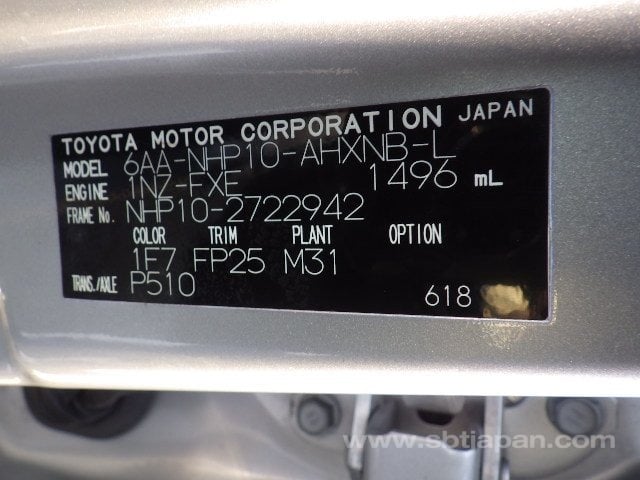 TOYOTA MOTOR CORPORATION JAPAN
MODEL 6AA-NHP10-AHXNB-L
ENGINE 1NZ-FXE 1496 mL
FRAME No. NHP10-2722942
COLOR TRIM PLANT OPTION
1F7 FP25 M31
TRANS./AXLE P510
618
www.sbtjapan.com